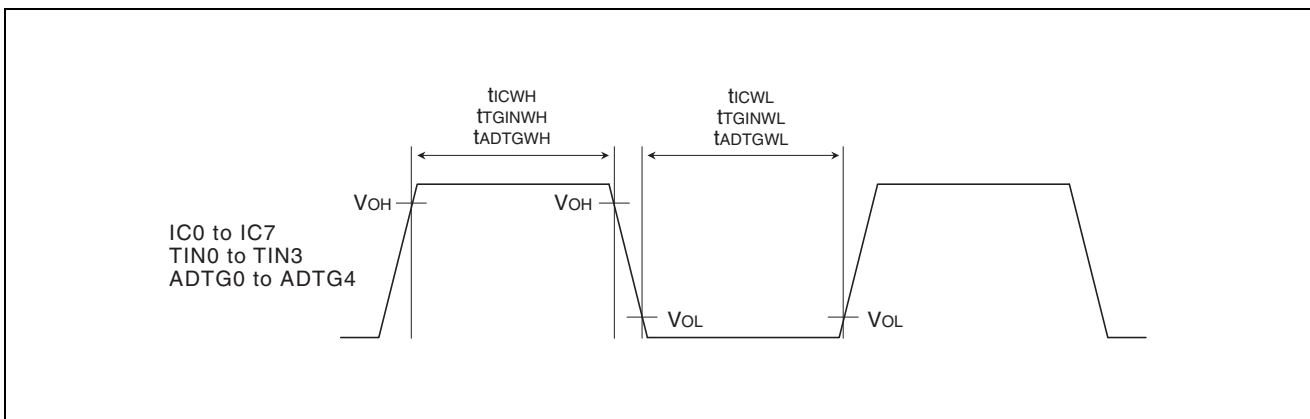 tICWH
tTGINWH
tADTGWH
tICWL
tTGINWL
tADTGWL
VOH
VOH
IC0 to IC7
TIN0 to TIN3
ADTG0 to ADTG4
VOL
VOL